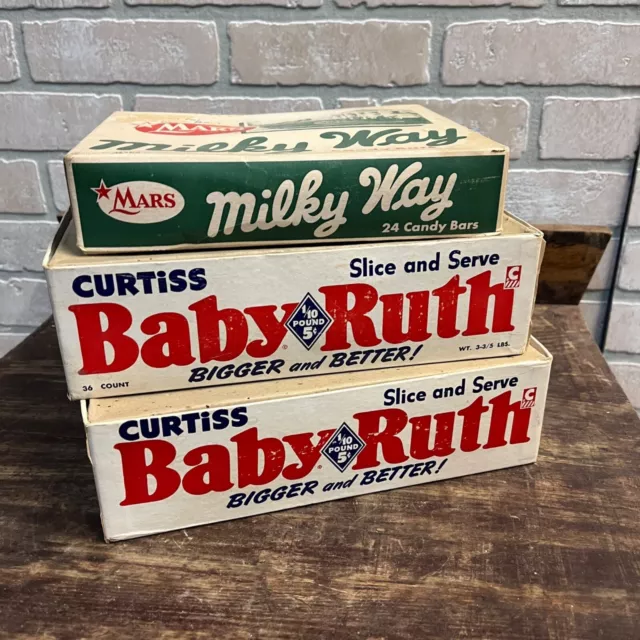 MARS
Milky Way
MARS
Milky Way
24 Candy Bars
CURTiSS
Slice and Serve
C
Baby Ruth
1/10
POUND
5¢
BIGGER and BETTER!
36 COUNT
WT. 3-3/5 LBS.
CURTiSS
Slice and Serve
C
Baby Ruth
1/10
POUND
5¢
BIGGER and BETTER!